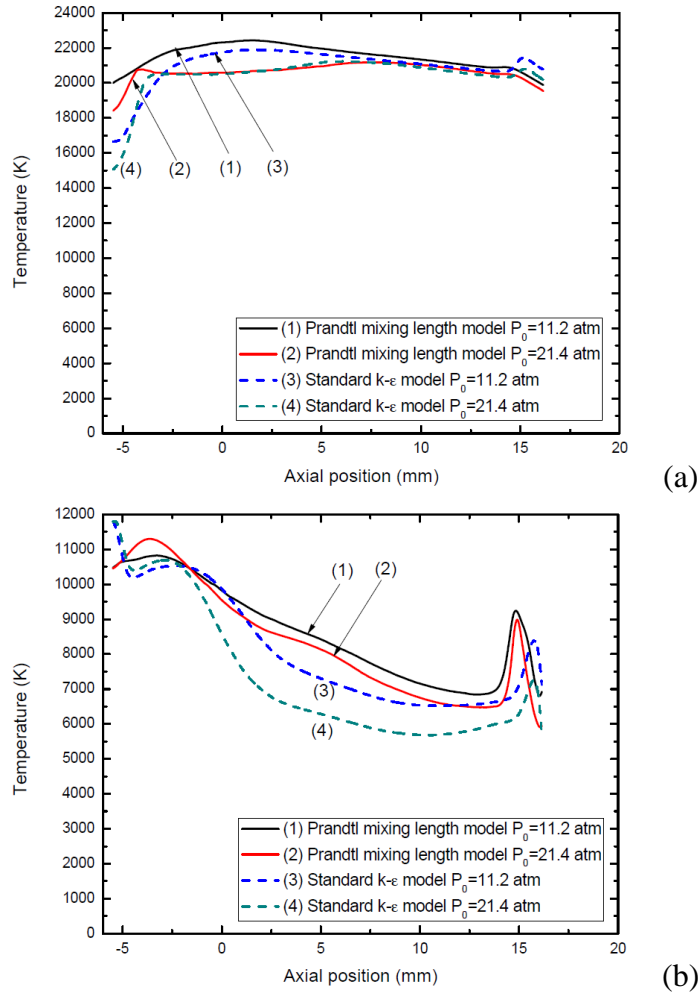 22000
24000
20000
18000
16000
14000
12000
10000
8000
6000
4000
2000
0
Temperature (K)
(4) (2) (1) (3)
(1) Prandtl mixing length model P₀=11.2 atm
(2) Prandtl mixing length model P₀=21.4 atm
(3) Standard k-ε model P₀=11.2 atm
(4) Standard k-ε model P₀=21.4 atm
-5 0 5 10 15 20
Axial position (mm)
(a)
12000
11000
10000
9000
8000
7000
6000
5000
4000
3000
2000
1000
0
Temperature (K)
(1) (2)
(3)
(4)
(1) Prandtl mixing length model P₀=11.2 atm
(2) Prandtl mixing length model P₀=21.4 atm
(3) Standard k-ε model P₀=11.2 atm
(4) Standard k-ε model P₀=21.4 atm
-5 0 5 10 15 20
Axial position (mm)
(b)